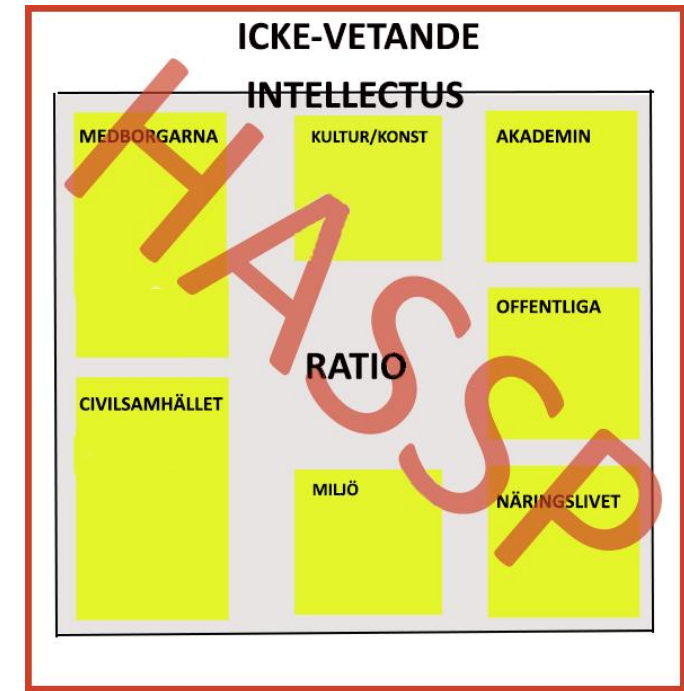 ICKE-VETANDE
INTELLECTUS
MEDBORGARNA
KULTUR/KONST
AKADEMIN
OFFENTLIGA
RATIO
CIVILSAMHÄLLET
MILJÖ
NÄRINGSLIVET
HASSP